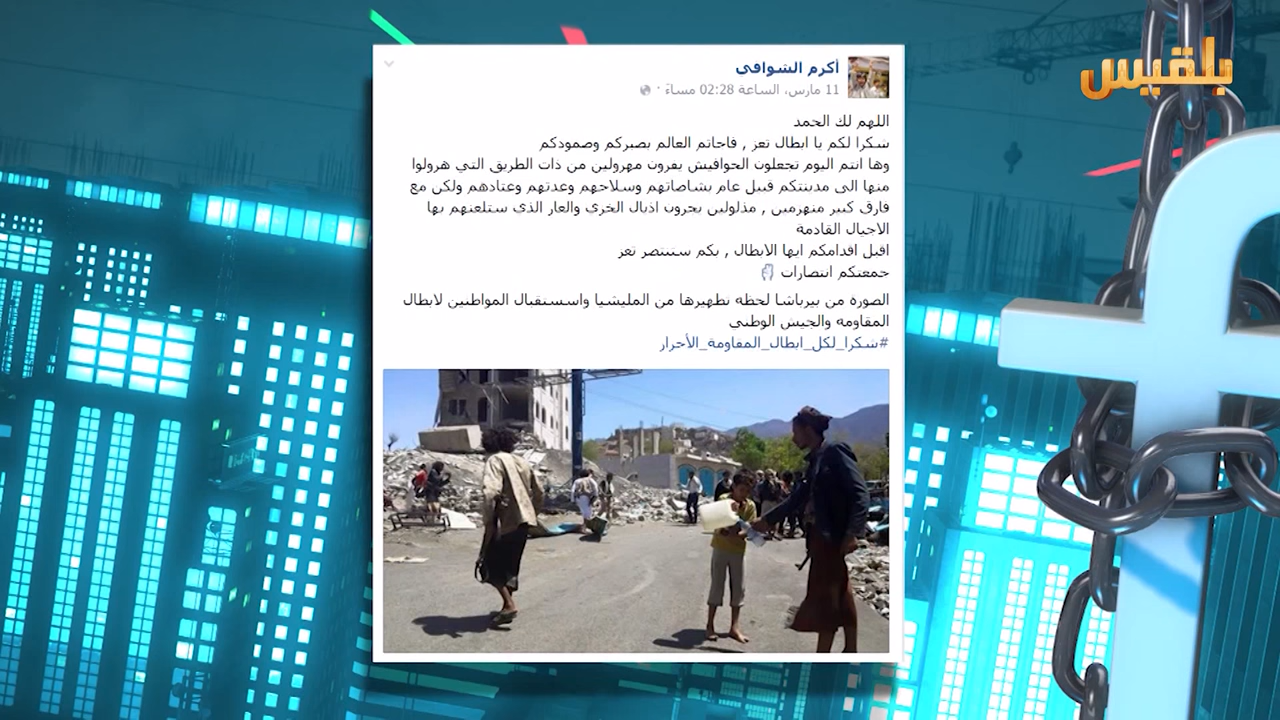 بلقيس
أكرم الشوافي
11 مارس، الساعة 02:28 مساءً
اللهم لك الحمد
شكرا لكم يا ابطال تعز , فاجأتم العالم بصبركم وصمودكم
وها انتم اليوم تجعلون الحوافيش يفرون مهرولين من ذات الطريق التي هرولوا
منها الى مدينتكم قبيل عام بشاصاتهم وسلاحهم وعدتهم وعتادهم ولكن مع
فارق كبير منهزمين , مذلولين يجرون اذيال الخزي والعار الذي ستلعنهم بها
الاجيال القادمة
اقبل اقدامكم ايها الابطال , بكم ستنتصر تعز
جمعتكم انتصارات ✌
الصورة من بيرباشا لحظة تطهيرها من المليشيا واستقبال المواطنين لابطال
المقاومة والجيش الوطني
#شكرا_لكل_ابطال_المقاومة_الأحرار
f